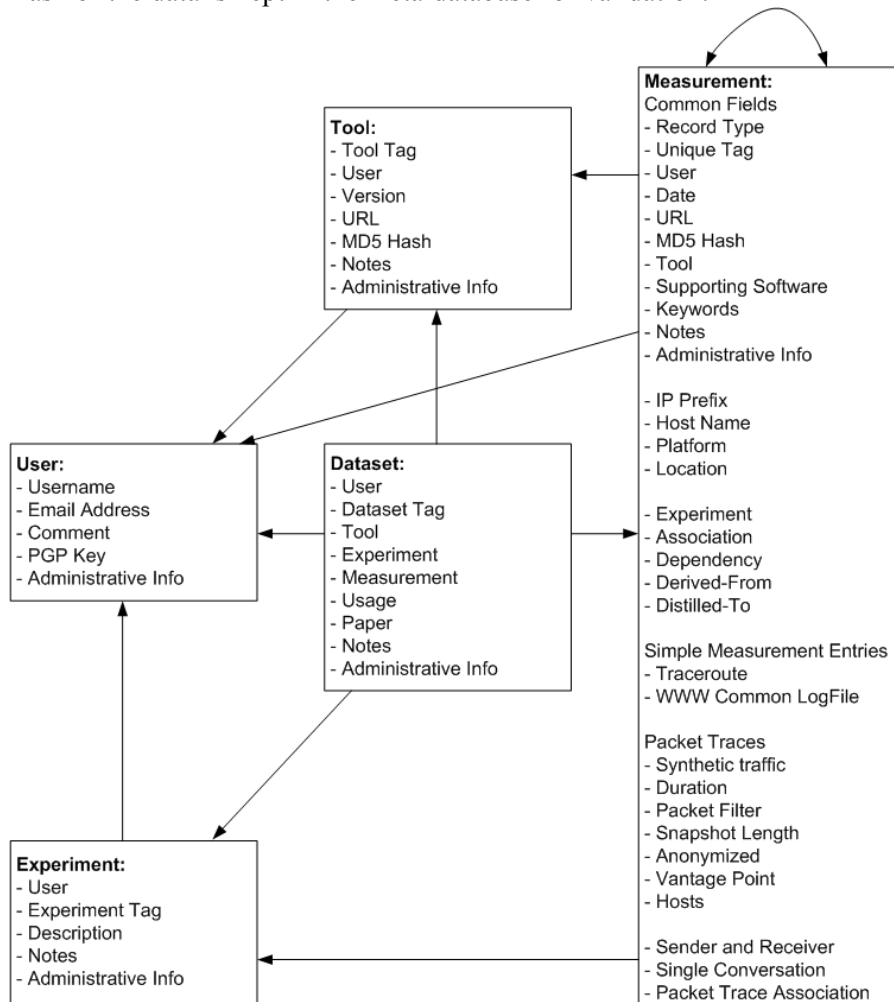 Tool:
- Tool Tag
- User
- Version
- URL
- MD5 Hash
- Notes
- Administrative Info
User:
- Username
- Email Address
- Comment
- PGP Key
- Administrative Info
Dataset:
- User
- Dataset Tag
- Tool
- Experiment
- Measurement
- Usage
- Paper
- Notes
- Administrative Info
Experiment:
- User
- Experiment Tag
- Description
- Notes
- Administrative Info
Measurement:
Common Fields
- Record Type
- Unique Tag
- User
- Date
- URL
- MD5 Hash
- Tool
- Supporting Software
- Keywords
- Notes
- Administrative Info
- IP Prefix
- Host Name
- Platform
- Location
- Experiment
- Association
- Dependency
- Derived-From
- Distilled-To
Simple Measurement Entries
- Traceroute
- WWW Common LogFile
Packet Traces
- Synthetic traffic
- Duration
- Packet Filter
- Snapshot Length
- Anonymized
- Vantage Point
- Hosts
- Sender and Receiver
- Single Conversation
- Packet Trace Association